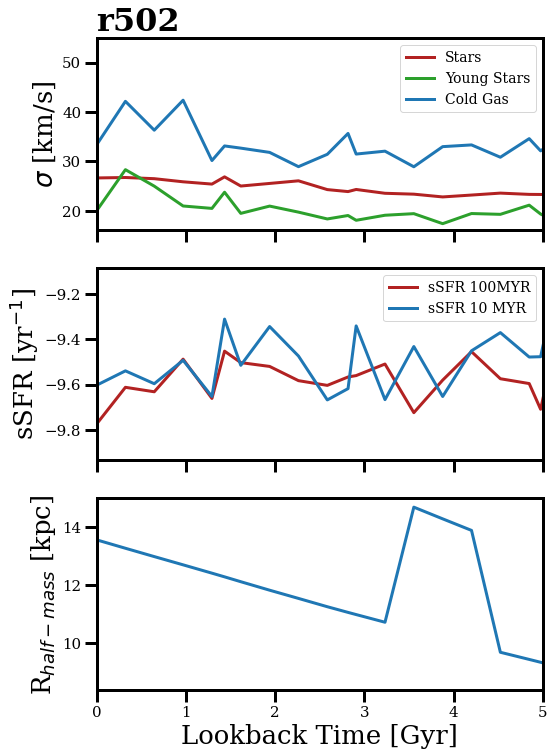 r502
σ [km/s]
50
40
30
20
Stars
Young Stars
Cold Gas
sSFR [yr⁻¹]
−9.2
−9.4
−9.6
−9.8
sSFR 100MYR
sSFR 10 MYR
R_half−mass [kpc]
14
12
10
0 1 2 3 4 5
Lookback Time [Gyr]